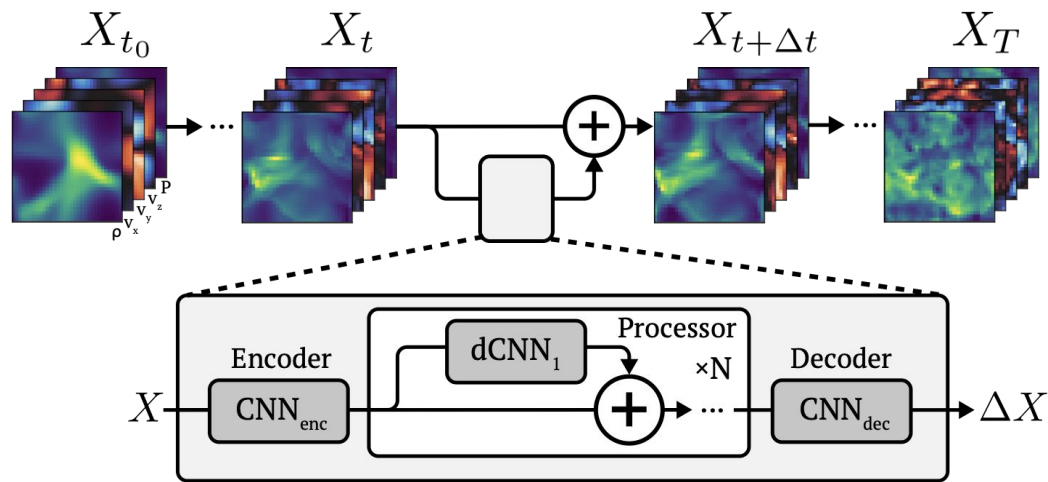 X_{t_0} X_t X_{t+Δt} X_T
... ...
ρ v_x v_y v_z P
Processor
Encoder dCNN_1 ×N Decoder
X CNN_enc ... CNN_dec ΔX